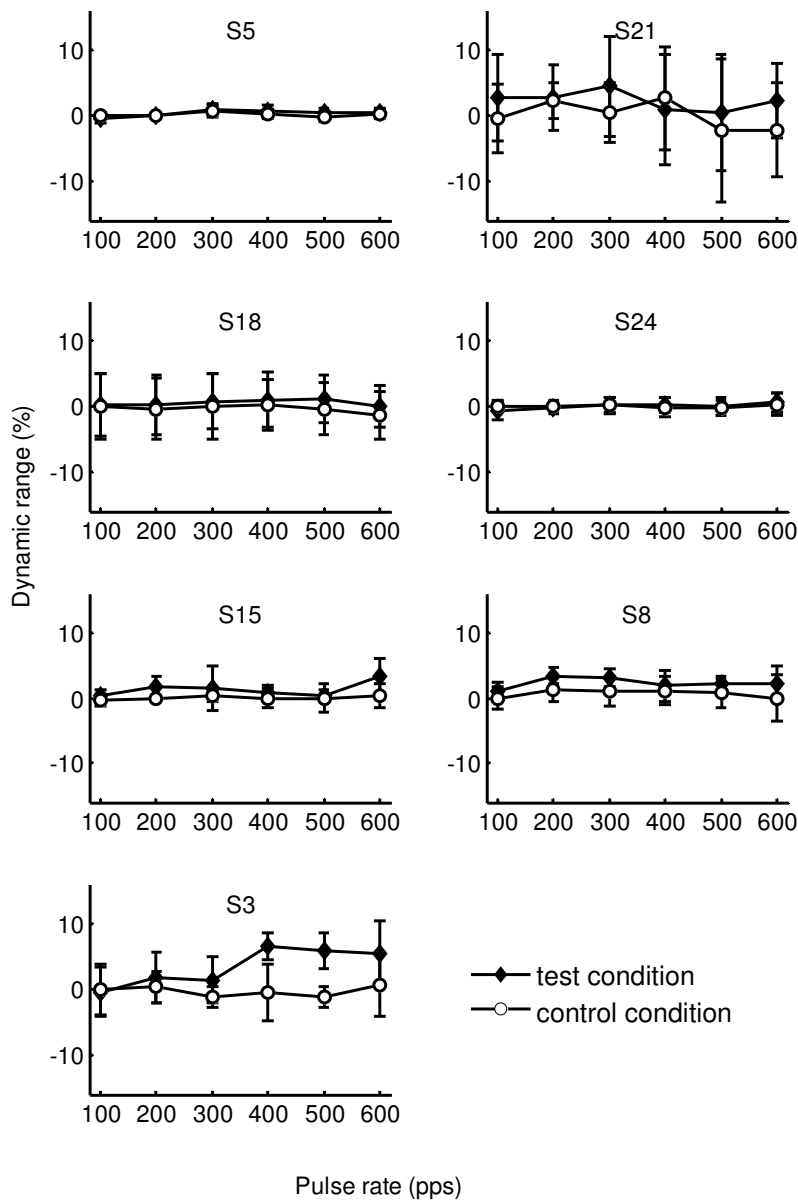 S5
S21
10
0
-10
100 200 300 400 500 600
10
0
-10
100 200 300 400 500 600
S18
S24
10
0
-10
100 200 300 400 500 600
10
0
-10
100 200 300 400 500 600
Dynamic range (%)
S15
S8
10
0
-10
100 200 300 400 500 600
10
0
-10
100 200 300 400 500 600
S3
10
0
-10
100 200 300 400 500 600
test condition
control condition
Pulse rate (pps)